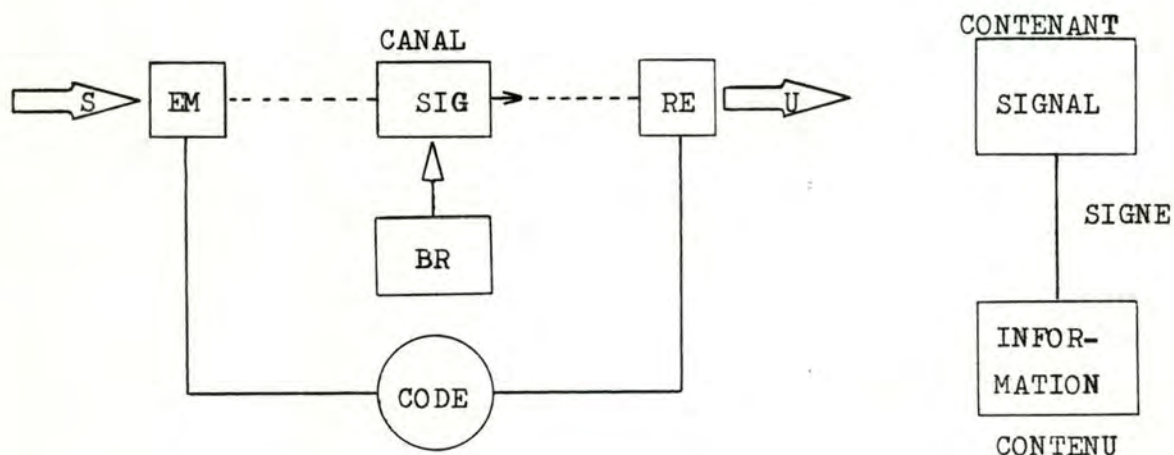 CANAL
S
EM
SIG
RE
U
BR
CODE
CONTENANT
SIGNAL
SIGNE
INFOR-
MATION
CONTENU